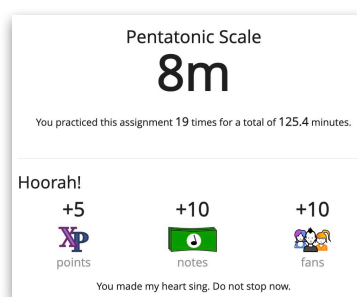 Pentatonic Scale
8m
You practiced this assignment 19 times for a total of 125.4 minutes.
Hoorah!
+5 +10 +10
XP
points notes fans
You made my heart sing. Do not stop now.